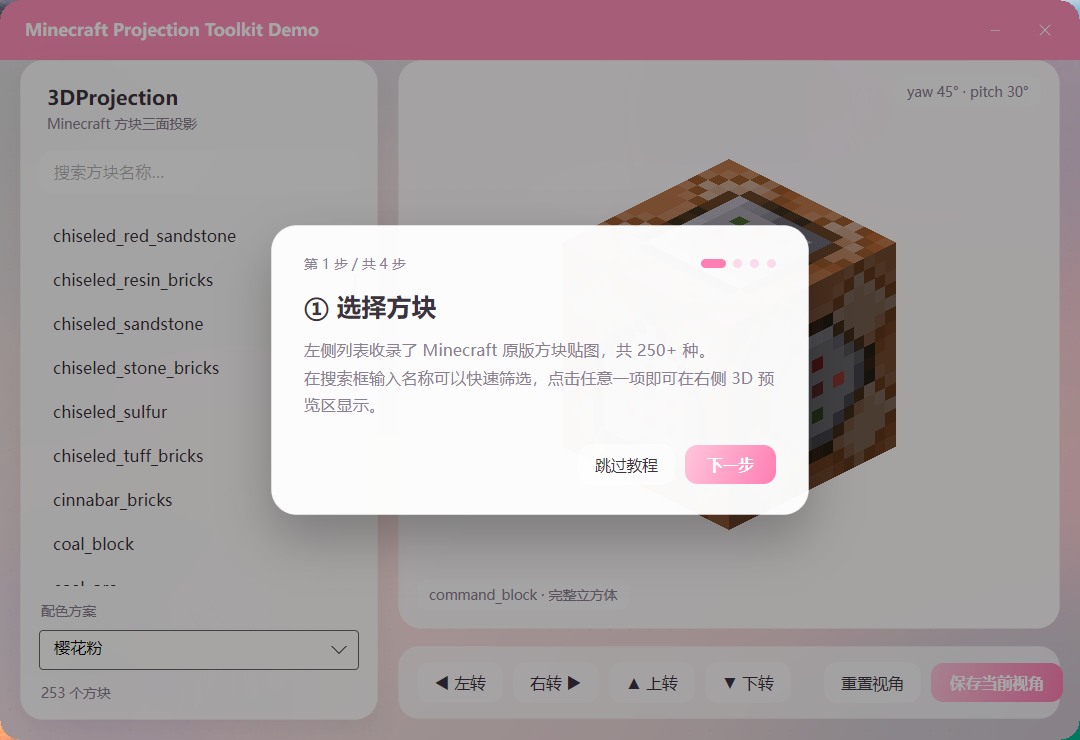 Minecraft Projection Toolkit Demo
3DProjection
Minecraft 方块三面投影
搜索方块名称...
chiseled_red_sandstone
chiseled_resin_bricks
chiseled_sandstone
chiseled_stone_bricks
chiseled_sulfur
chiseled_tuff_bricks
cinnabar_bricks
coal_block
配色方案
樱花粉
253 个方块
yaw 45° · pitch 30°
第 1 步 / 共 4 步
① 选择方块
左侧列表收录了 Minecraft 原版方块贴图，共 250+ 种。
在搜索框输入名称可以快速筛选，点击任意一项即可在右侧 3D 预
览区显示。
跳过教程
下一步
command_block · 完整立方体
◀ 左转
右转 ▶
▲ 上转
▼ 下转
重置视角
保存当前视角